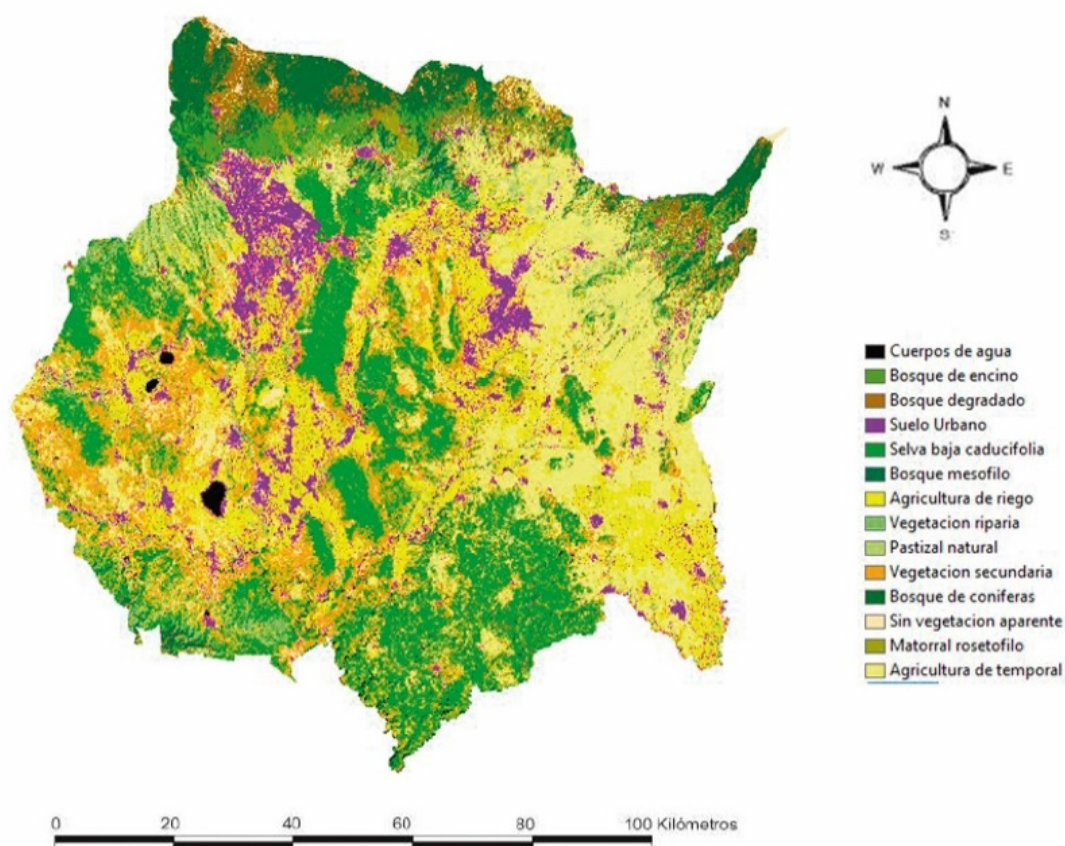 N
W
E
S
Cuerpos de agua
Bosque de encino
Bosque degradado
Suelo Urbano
Selva baja caducifolia
Bosque mesofilo
Agricultura de riego
Vegetacion riparia
Pastizal natural
Vegetacion secundaria
Bosque de coniferas
Sin vegetacion aparente
Matorral rosetofilo
Agricultura de temporal
0 20 40 60 80 100 Kilómetros